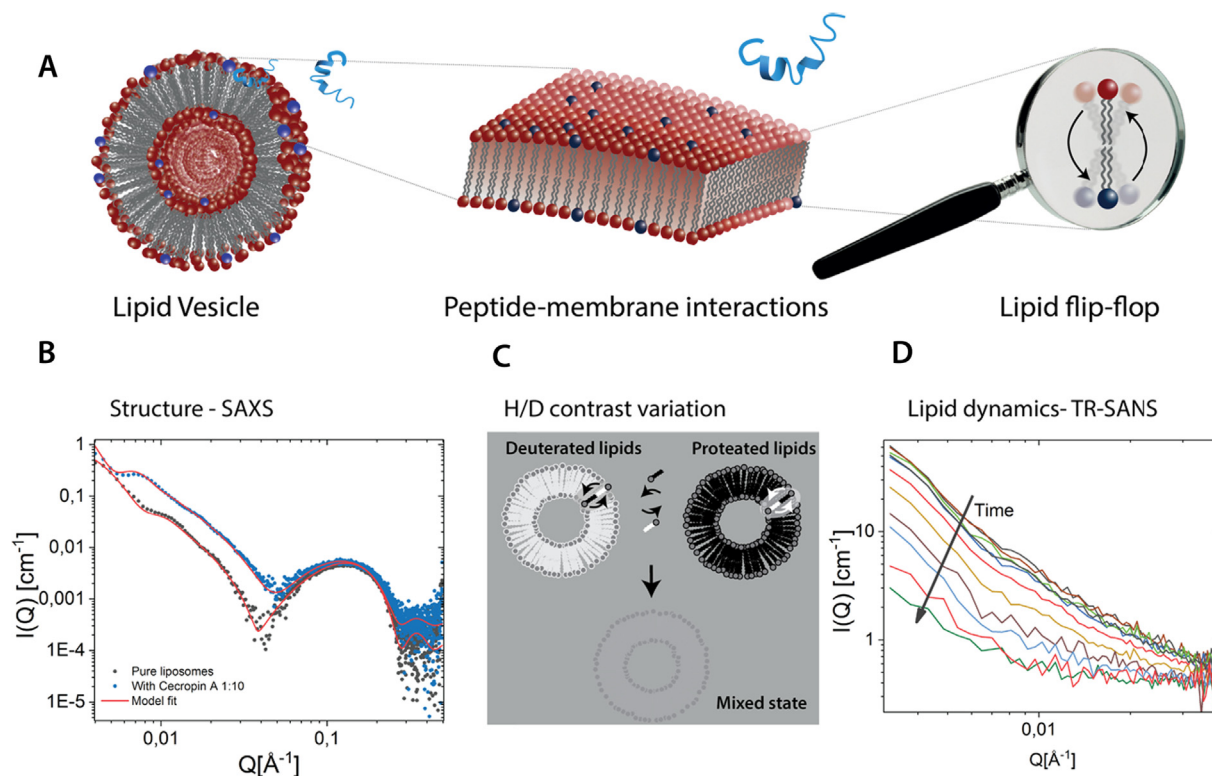 A
Lipid Vesicle
Peptide-membrane interactions
Lipid flip-flop
B
Structure - SAXS
1
0,1
0,01
0,001
1E-4
1E-5
I(Q) [cm⁻¹]
Pure liposomes
With Cecropin A 1:10
Model fit
0,01
0,1
Q[Å⁻¹]
C
H/D contrast variation
Deuterated lipids
Proteated lipids
Mixed state
D
Lipid dynamics- TR-SANS
10
1
I(Q) [cm⁻¹]
Time
0,01
Q[Å⁻¹]